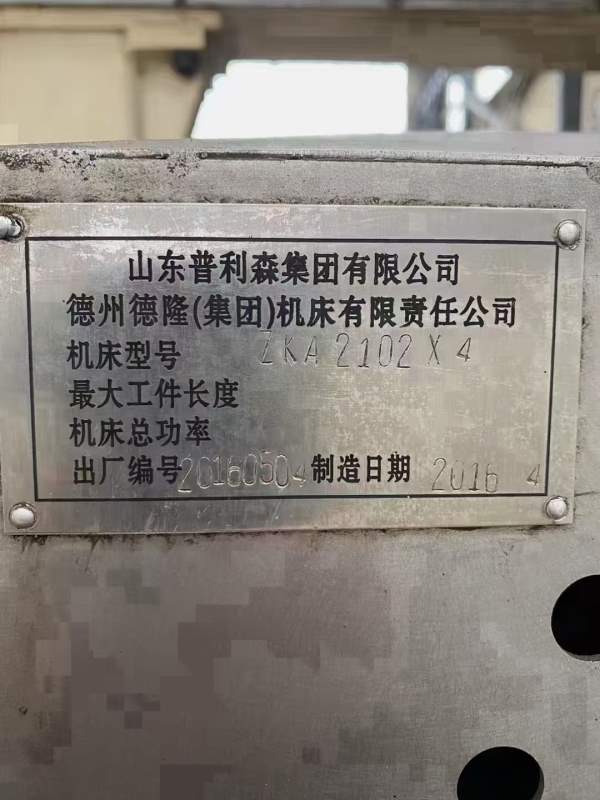 山东普利森集团有限公司
德州德隆(集团)机床有限责任公司
机床型号 ZKA2102X4
最大工件长度
机床总功率
出厂编号 20160504 制造日期 2016 4